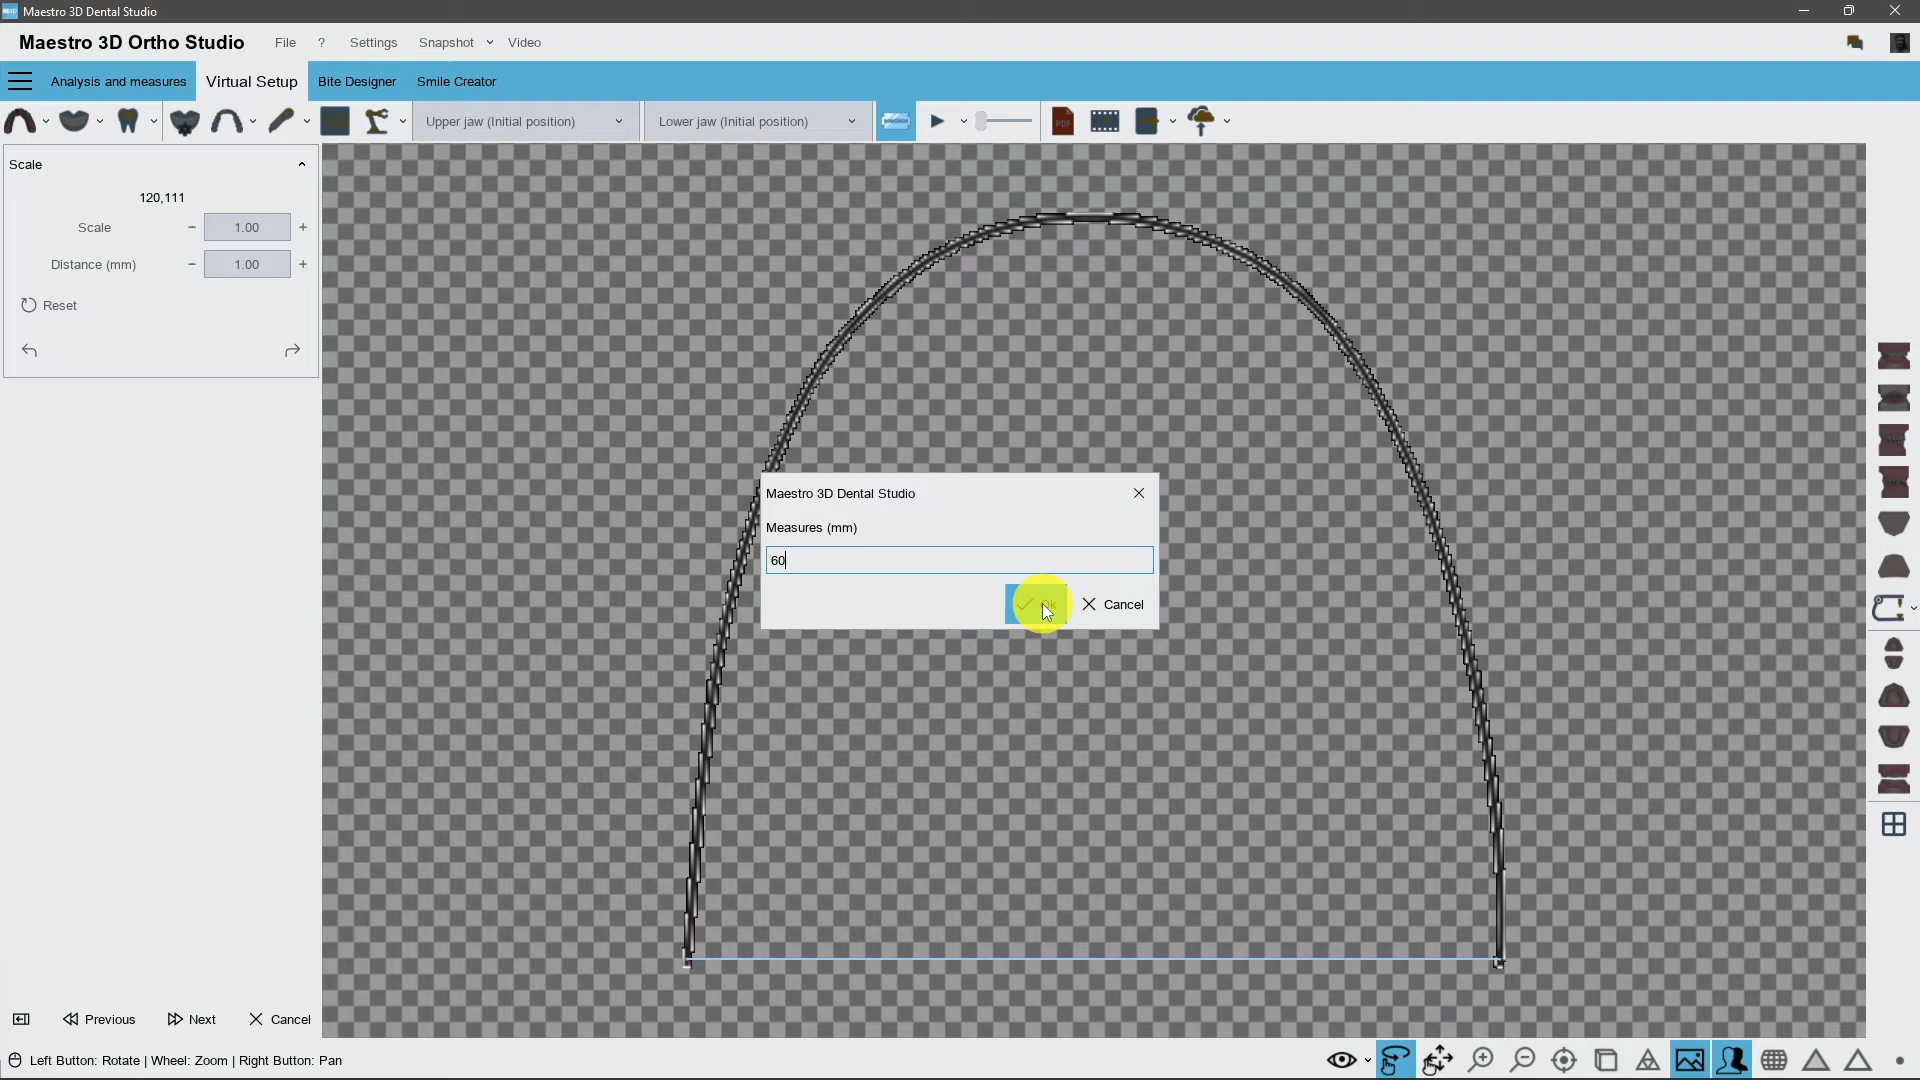 Maestro 3D Dental Studio
Maestro 3D Ortho Studio File ? Settings Snapshot Video
Analysis and measures Virtual Setup Bite Designer Smile Creator
Upper jaw (Initial position) Lower jaw (Initial position) PDF
Scale
120,111
Scale − 1.00 +
Distance (mm) − 1.00 +
Reset
Maestro 3D Dental Studio
Measures (mm)
60
Ok Cancel
Previous Next Cancel
Left Button: Rotate | Wheel: Zoom | Right Button: Pan